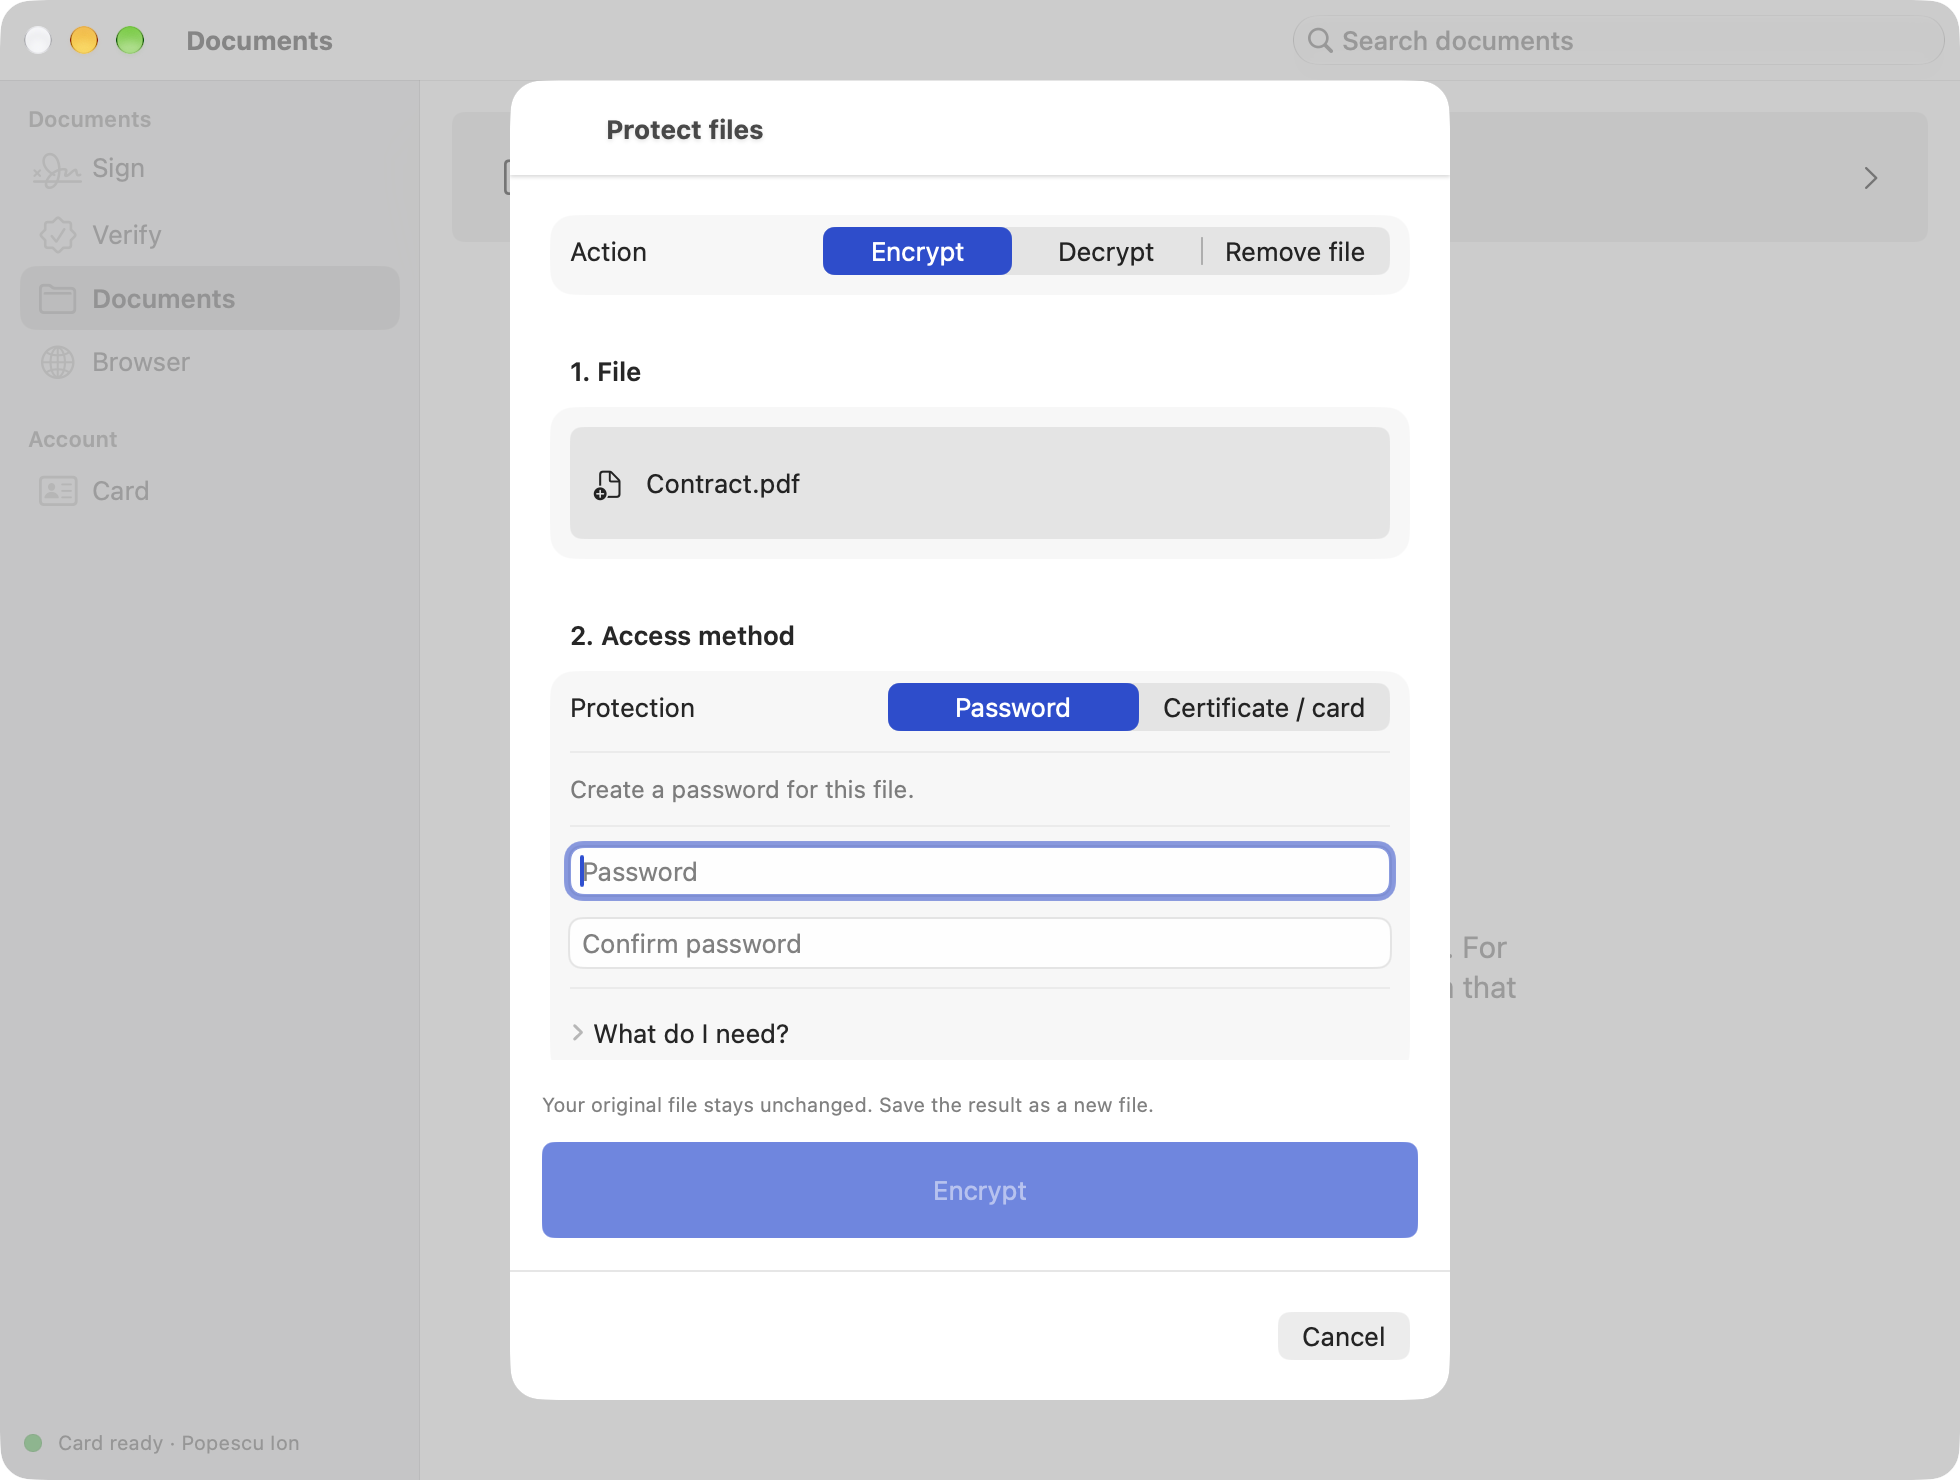 Documents
Search documents
Documents
Sign
Verify
Documents
Browser
Account
Card
Card ready · Popescu Ion
Protect files
Action
Encrypt
Decrypt
Remove file
1. File
Contract.pdf
2. Access method
Protection
Password
Certificate / card
Create a password for this file.
Password
Confirm password
What do I need?
Your original file stays unchanged. Save the result as a new file.
Encrypt
Cancel
. For
that